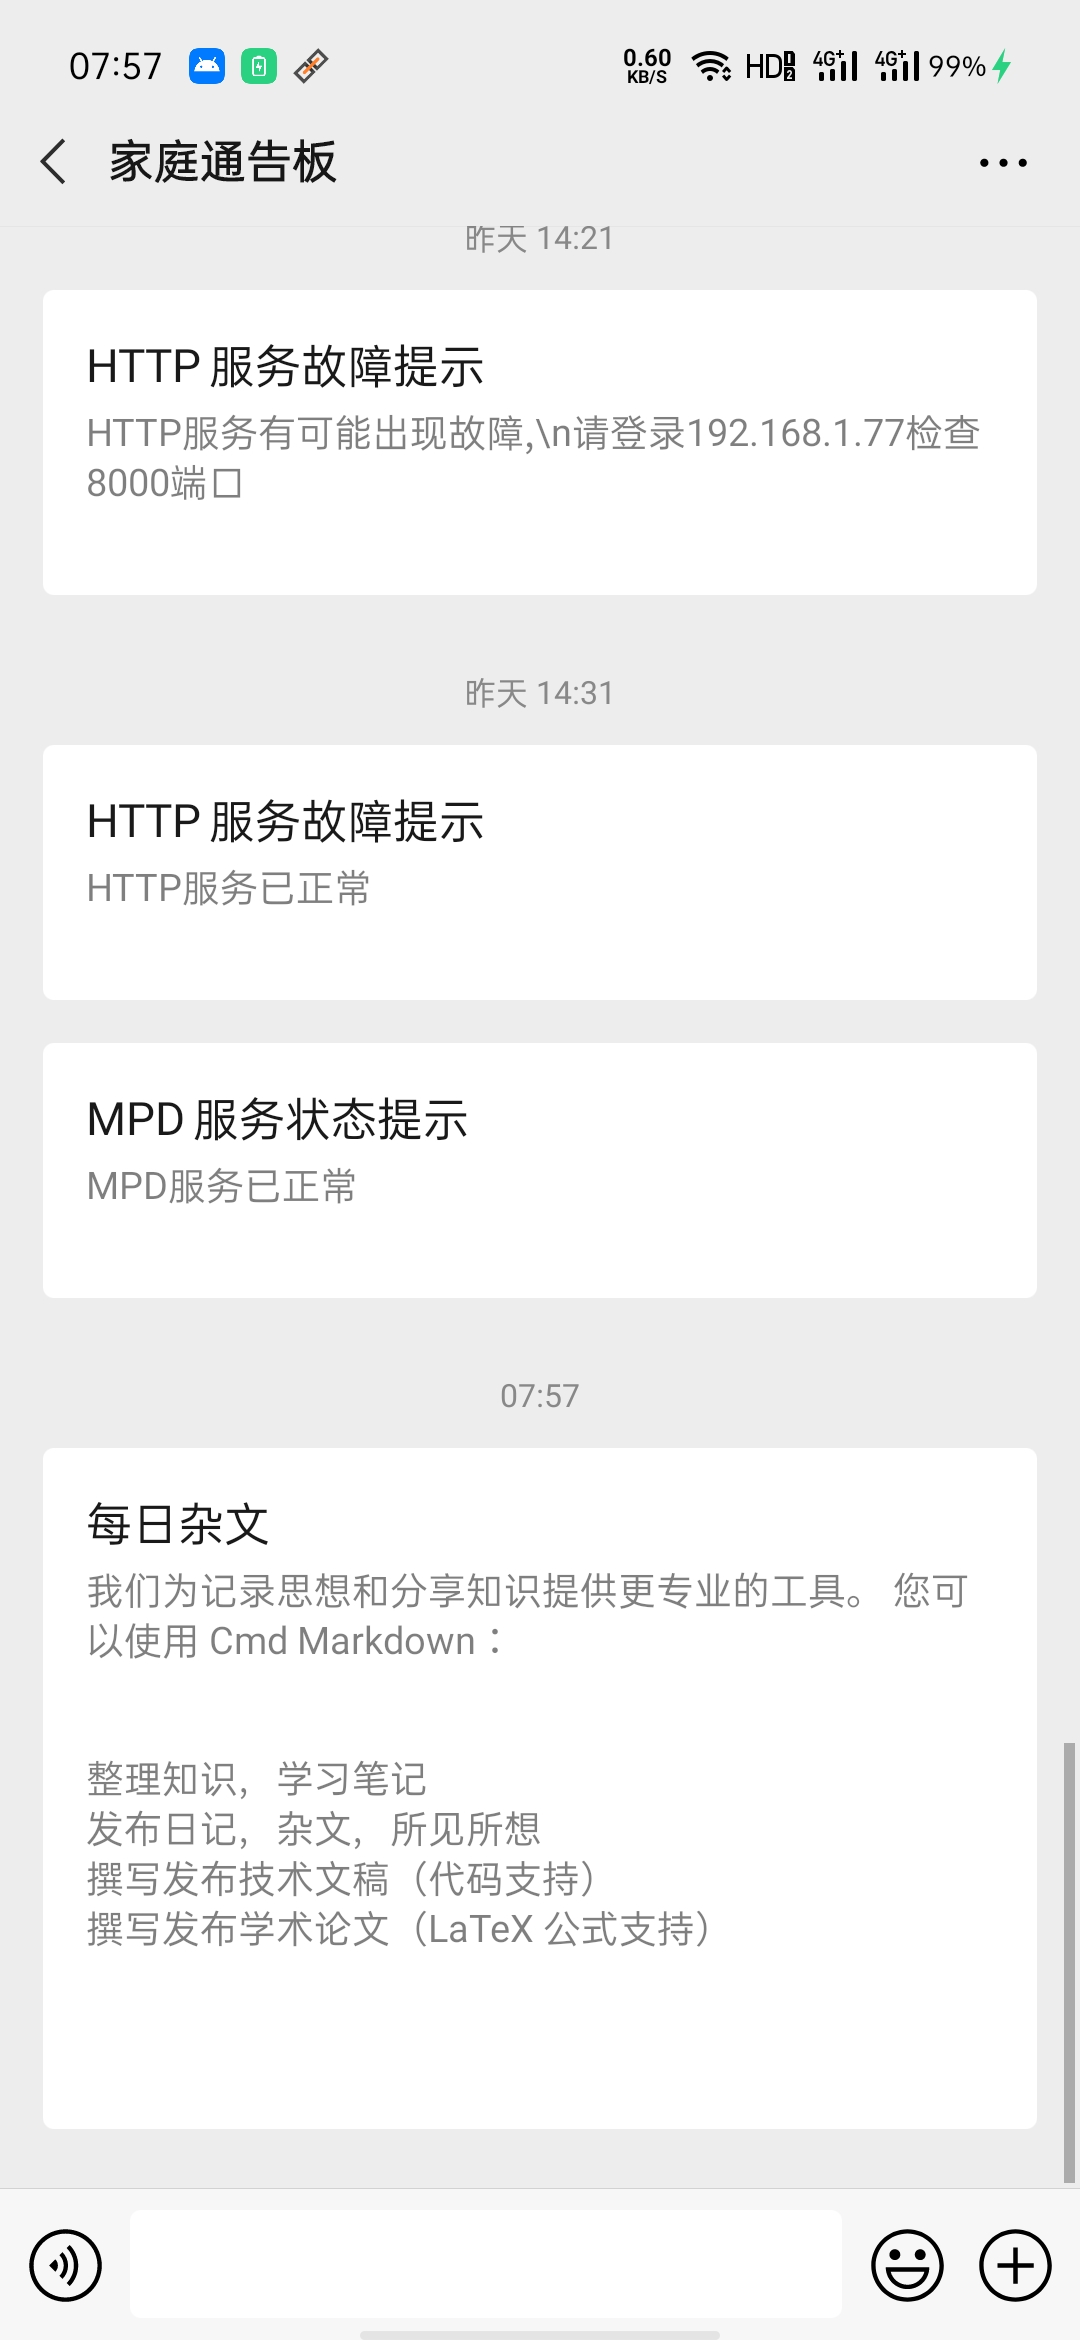 07:57
0.60
KB/S
HD 1 2
4G+
4G+
99%
家庭通告板
昨天 14:21
HTTP 服务故障提示
HTTP服务有可能出现故障,\n请登录192.168.1.77检查
8000端口
昨天 14:31
HTTP 服务故障提示
HTTP服务已正常
MPD 服务状态提示
MPD服务已正常
07:57
每日杂文
我们为记录思想和分享知识提供更专业的工具。 您可
以使用 Cmd Markdown：
整理知识，学习笔记
发布日记，杂文，所见所想
撰写发布技术文稿（代码支持）
撰写发布学术论文（LaTeX 公式支持）